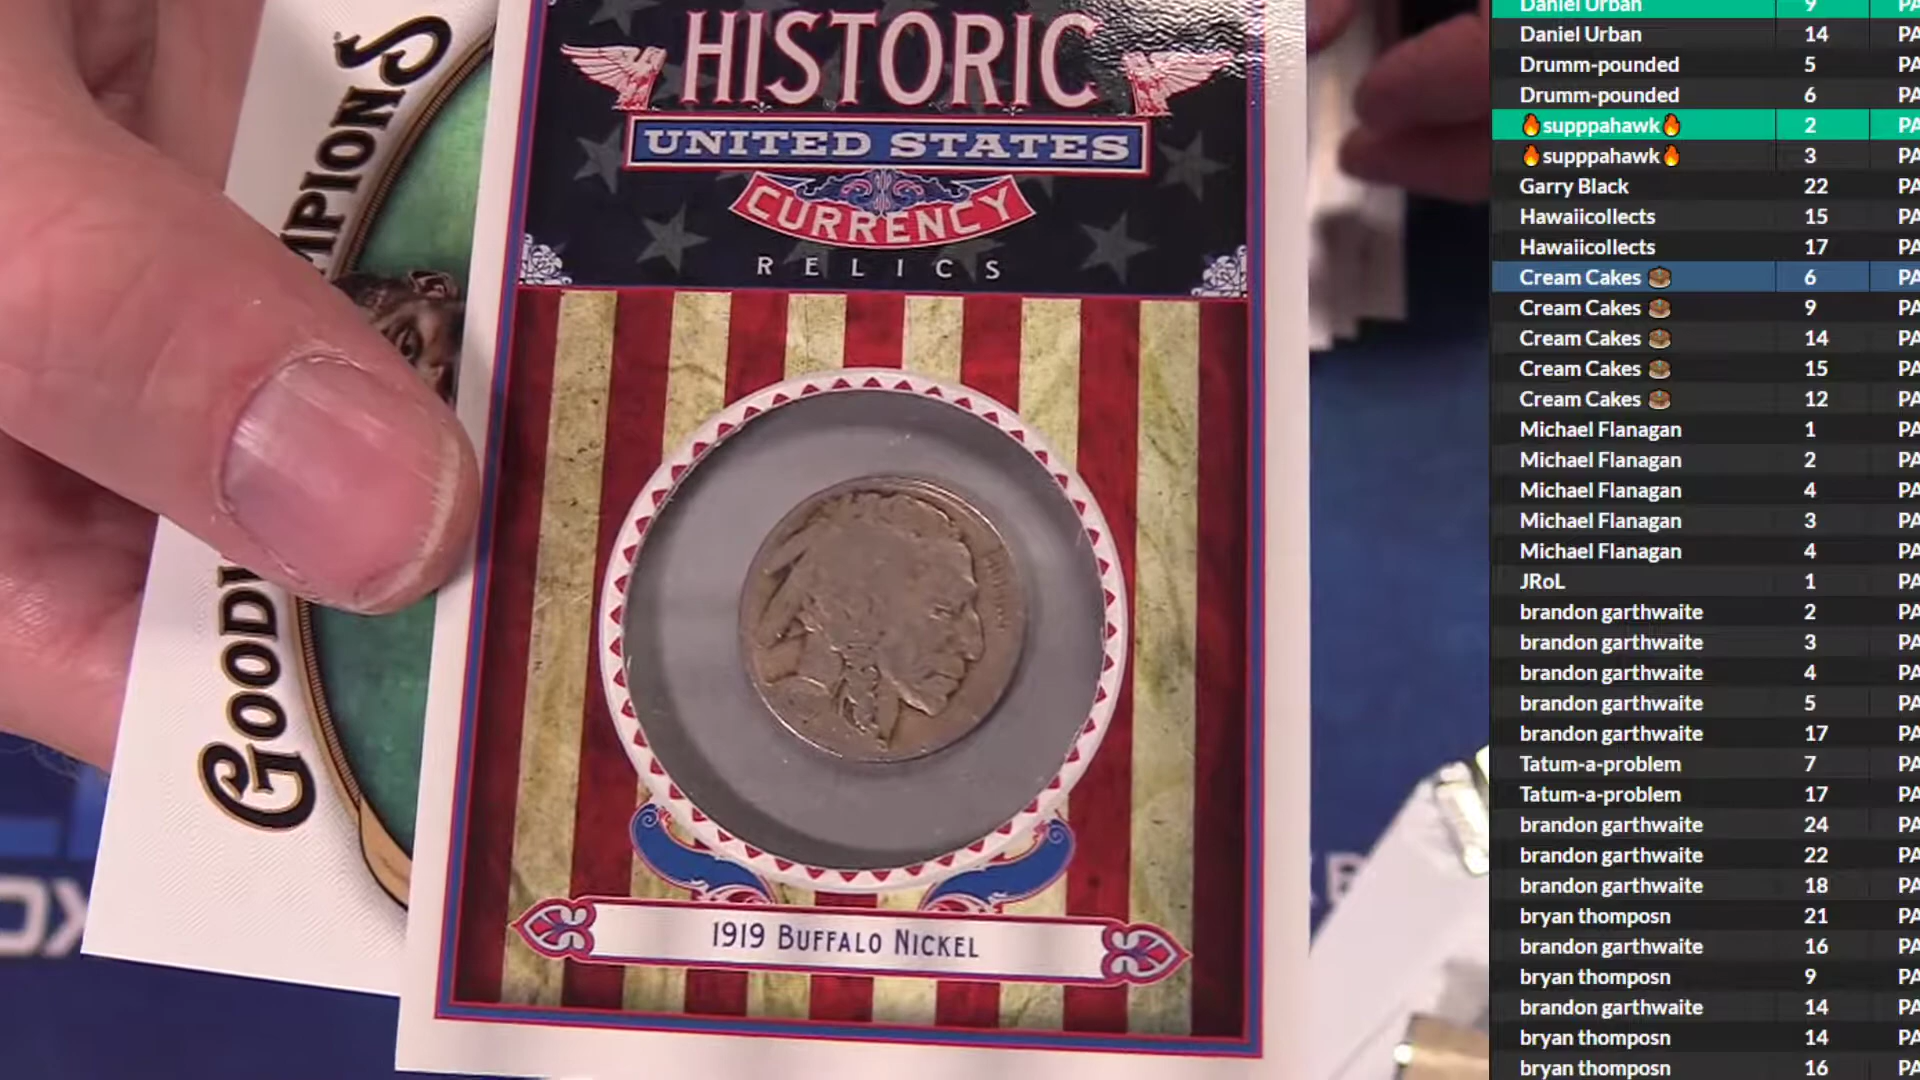 HISTORIC
UNITED STATES
CURRENCY
RELICS
1919 BUFFALO NICKEL
Daniel Urban 9 PA
Daniel Urban 14 PA
Drumm-pounded 5 PA
Drumm-pounded 6 PA
🔥supppahawk🔥 2 PA
🔥supppahawk🔥 3 PA
Garry Black 22 PA
Hawaiicollects 15 PA
Hawaiicollects 17 PA
Cream Cakes 6 PA
Cream Cakes 9 PA
Cream Cakes 14 PA
Cream Cakes 15 PA
Cream Cakes 12 PA
Michael Flanagan 1 PA
Michael Flanagan 2 PA
Michael Flanagan 4 PA
Michael Flanagan 3 PA
Michael Flanagan 4 PA
JRoL 1 PA
brandon garthwaite 2 PA
brandon garthwaite 3 PA
brandon garthwaite 4 PA
brandon garthwaite 5 PA
brandon garthwaite 17 PA
Tatum-a-problem 7 PA
Tatum-a-problem 17 PA
brandon garthwaite 24 PA
brandon garthwaite 22 PA
brandon garthwaite 18 PA
bryan thomposn 21 PA
brandon garthwaite 16 PA
bryan thomposn 9 PA
brandon garthwaite 14 PA
bryan thomposn 14 PA
bryan thomposn 16 PA